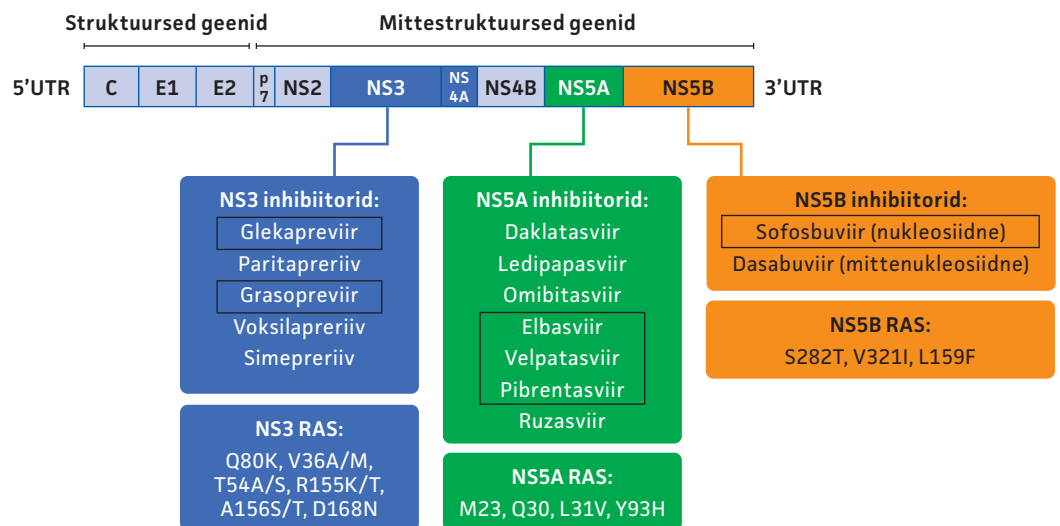 Struktuursed geenid
Mittestruktuursed geenid
5’UTR
C
E1
E2
p
7
NS2
NS3
NS
4A
NS4B
NS5A
NS5B
3’UTR
NS3 inhibiitorid:
Glekapreviir
Paritapreriiv
Grasopreviir
Voksilapreriiv
Simepreriiv
NS3 RAS:
Q80K, V36A/M,
T54A/S, R155K/T,
A156S/T, D168N
NS5A inhibiitorid:
Daklatasviir
Ledipapasviir
Omibitasviir
Elbasviir
Velpatasviir
Pibrentasviir
Ruzasviir
NS5A RAS:
M23, Q30, L31V, Y93H
NS5B inhibiitorid:
Sofosbuviir (nukleosiidne)
Dasabuviir (mittenukleosiidne)
NS5B RAS:
S282T, V321I, L159F